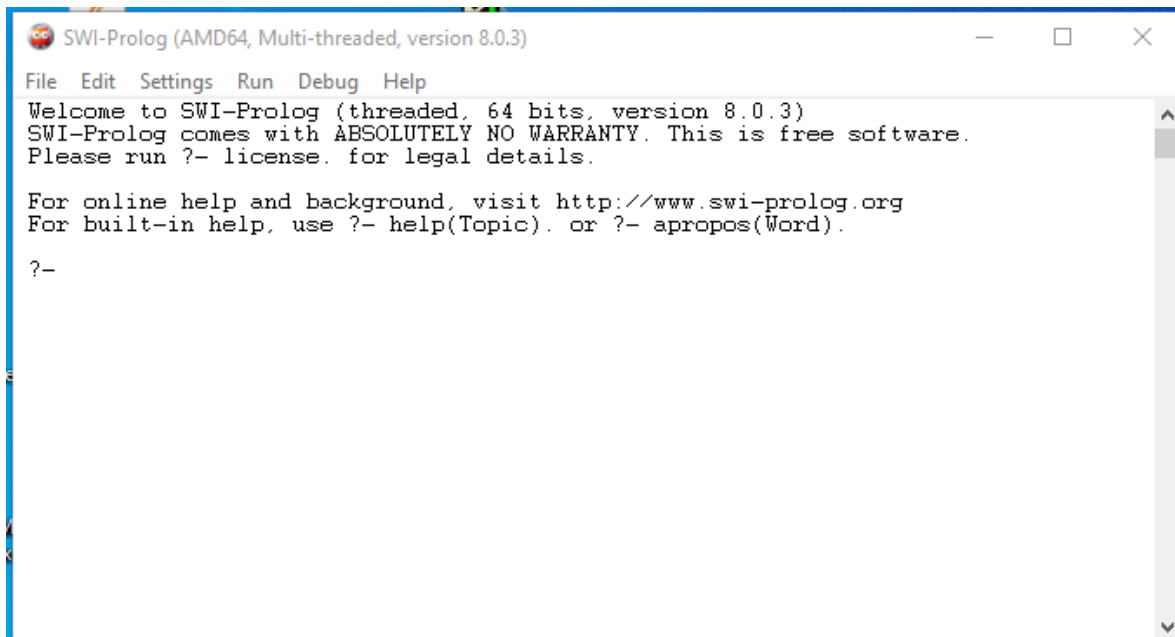 SWI-Prolog (AMD64, Multi-threaded, version 8.0.3)
File Edit Settings Run Debug Help
Welcome to SWI-Prolog (threaded, 64 bits, version 8.0.3)
SWI-Prolog comes with ABSOLUTELY NO WARRANTY. This is free software.
Please run ?- license. for legal details.
For online help and background, visit http://www.swi-prolog.org
For built-in help, use ?- help(Topic). or ?- apropos(Word).
?-